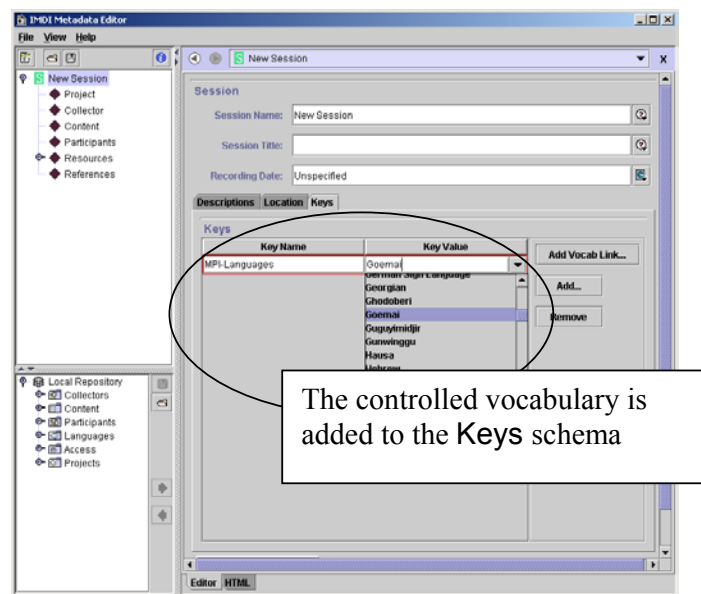 IMDI Metadata Editor
File View Help
New Session
Project
Collector
Content
Participants
Resources
References
New Session
X
Session
Session Name: New Session
Session Title:
Recording Date: Unspecified
Descriptions Location Keys
Keys
Key Name Key Value
MPI-Languages Goemai
German Sign Language
Georgian
Ghodoberi
Goemai
Guguyimidjir
Gunwinggu
Hausa
Hebrew
Add Vocab Link...
Add...
Remove
The controlled vocabulary is
added to the Keys schema
Local Repository
Collectors
Content
Participants
Languages
Access
Projects
Editor HTML